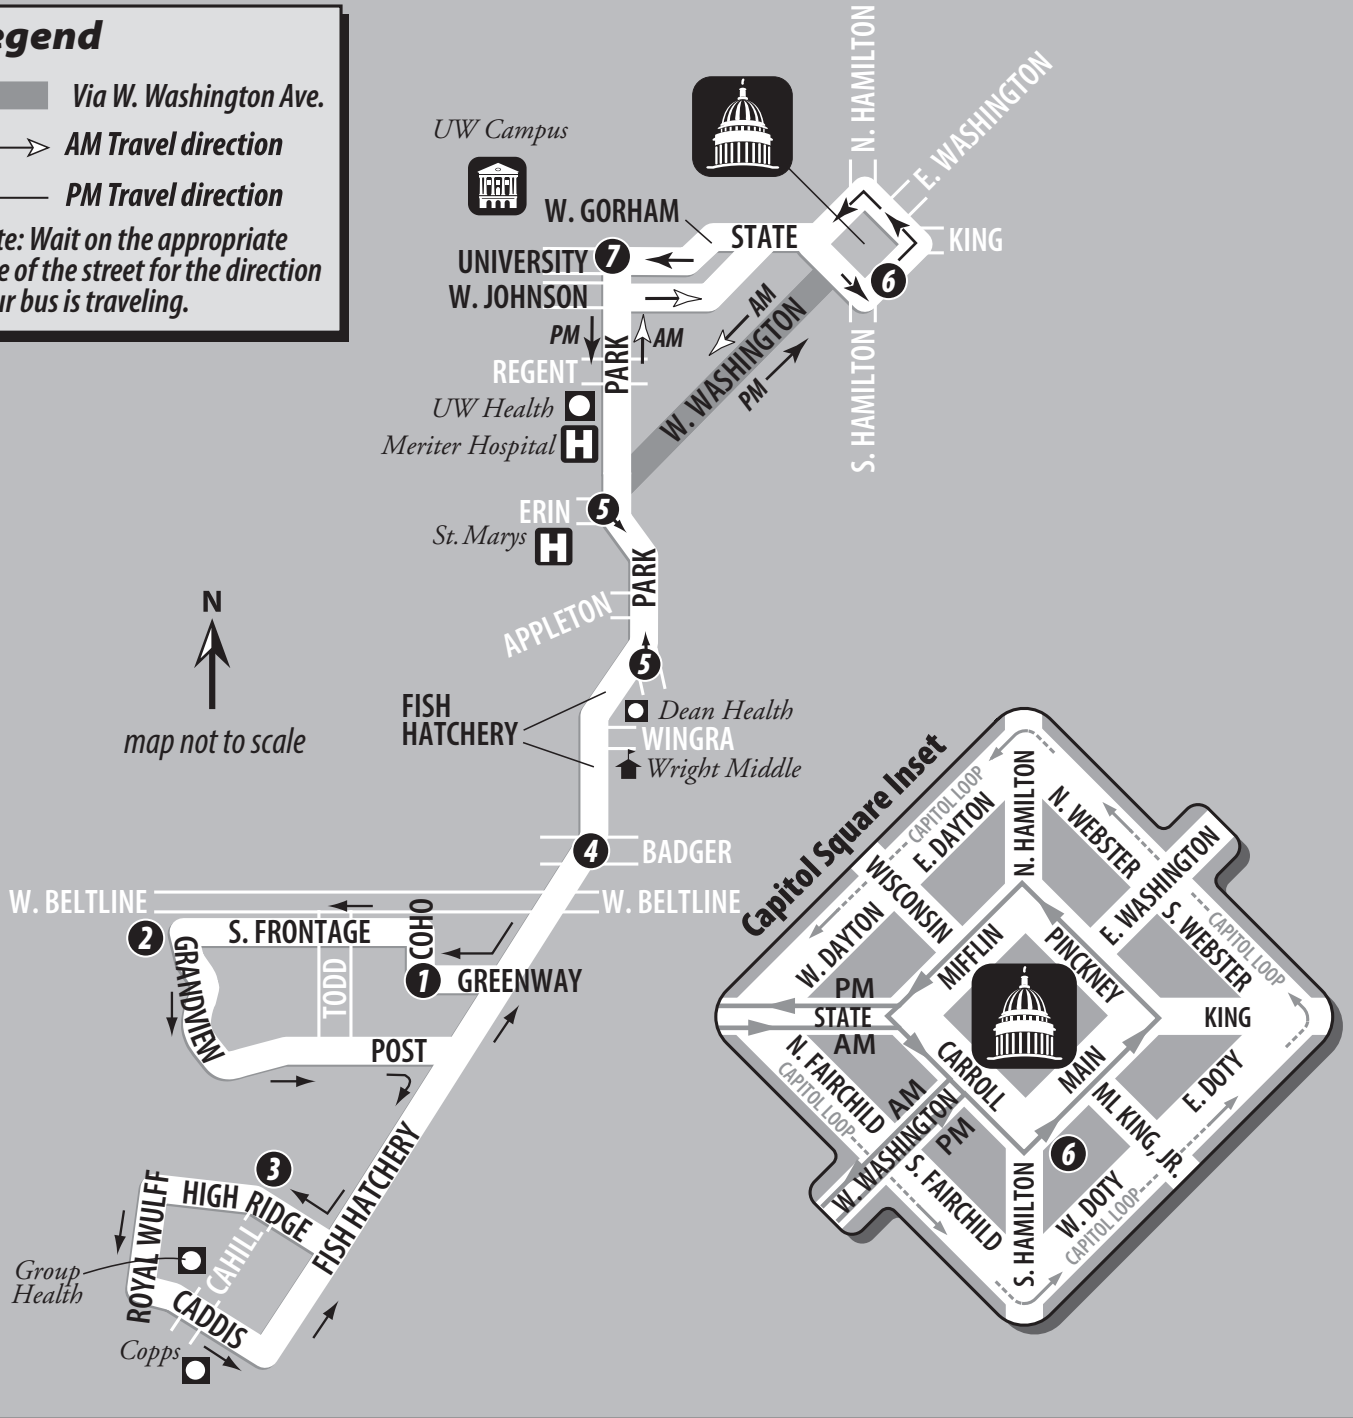 egend
Via W. Washington Ave.
AM Travel direction
PM Travel direction
te: Wait on the appropriate
e of the street for the direction
ur bus is traveling.
N. HAMILTON
E. WASHINGTON
UW Campus
W. GORHAM
STATE
KING
UNIVERSITY
7
6
W. JOHNSON
AM
PM
AM
PARK
W. WASHINGTON
PM
REGENT
S. HAMILTON
UW Health
Meriter Hospital
H
ERIN
5
St. Marys
H
PARK
APPLETON
N
map not to scale
5
FISH
HATCHERY
Dean Health
WINGRA
Wright Middle
4
BADGER
W. BELTLINE
W. BELTLINE
2
S. FRONTAGE
COHO
GRANDVIEW
TODD
1
GREENWAY
POST
FISH HATCHERY
3
HIGH RIDGE
ROYAL WULFF
CAHILL
Group
Health
CADDIS
Copps
Capitol Square Inset
CAPITOL LOOP
E. DAYTON
N. HAMILTON
N. WEBSTER
WISCONSIN
E. WASHINGTON
W. DAYTON
S. WEBSTER
CAPITOL LOOP
MIFFLIN
PINCKNEY
PM
STATE
AM
KING
N. FAIRCHILD
CAPITOL LOOP
CARROLL
MAIN
AM
W. WASHINGTON
PM
ML KING, JR.
E. DOTY
6
S. FAIRCHILD
S. HAMILTON
W. DOTY
CAPITOL LOOP